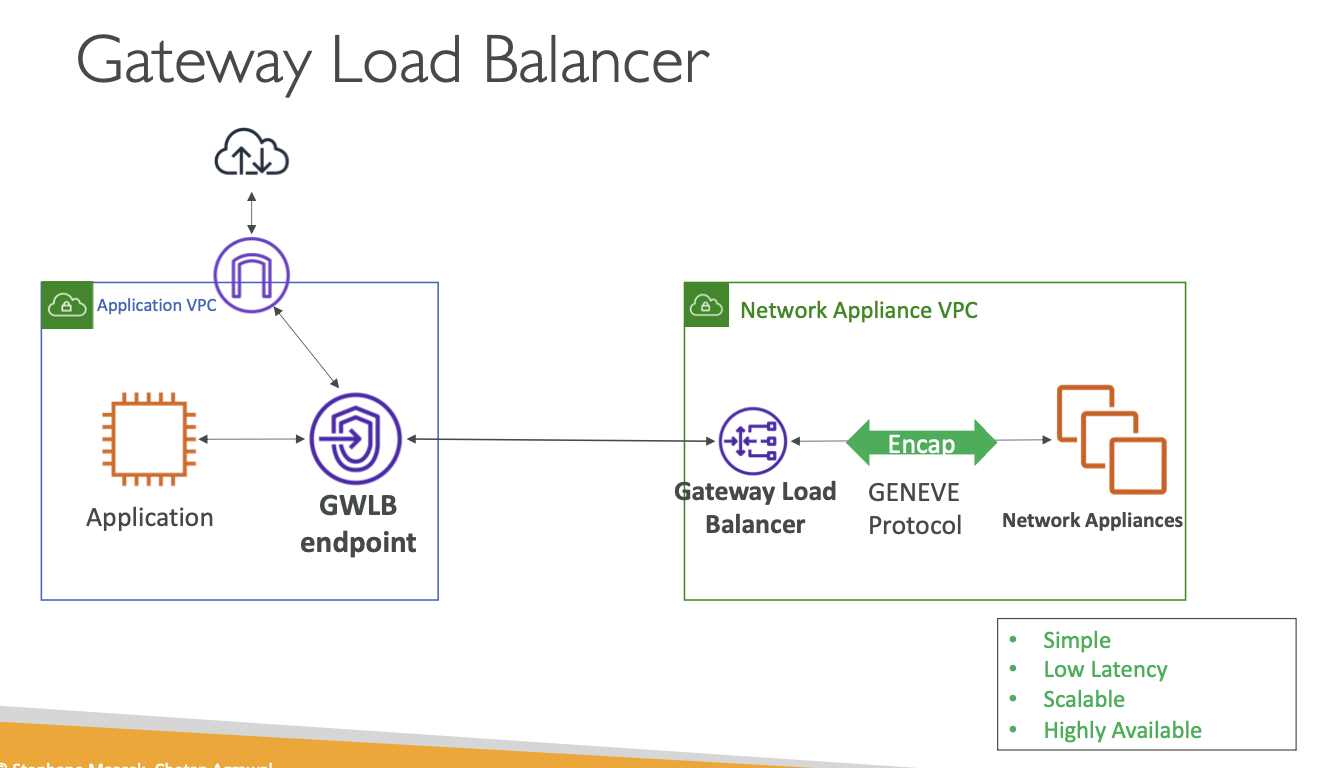 Gateway Load Balancer
Application VPC
Network Appliance VPC
Application
GWLB
endpoint
Gateway Load
Balancer
Encap
GENEVE
Protocol
Network Appliances
• Simple
• Low Latency
• Scalable
• Highly Available